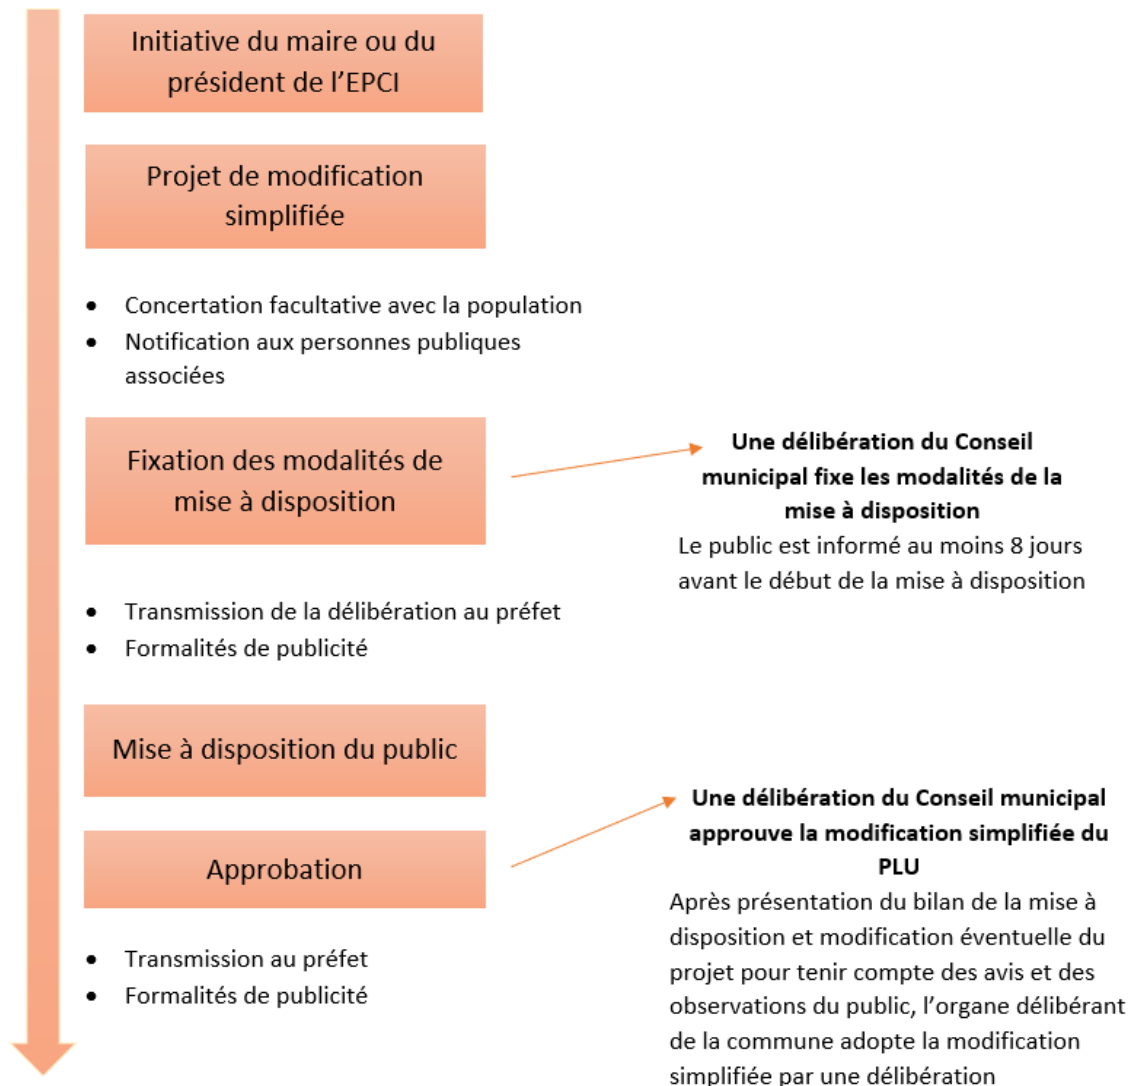 Initiative du maire ou du
président de l'EPCI
Projet de modification
simplifiée
• Concertation facultative avec la population
• Notification aux personnes publiques
associées
Fixation des modalités de
mise à disposition
Une délibération du Conseil
municipal fixe les modalités de la
mise à disposition
Le public est informé au moins 8 jours
avant le début de la mise à disposition
• Transmission de la délibération au préfet
• Formalités de publicité
Mise à disposition du public
Approbation
Une délibération du Conseil municipal
approuve la modification simplifiée du
PLU
Après présentation du bilan de la mise à
disposition et modification éventuelle du
projet pour tenir compte des avis et des
observations du public, l'organe délibérant
de la commune adopte la modification
simplifiée par une délibération
• Transmission au préfet
• Formalités de publicité